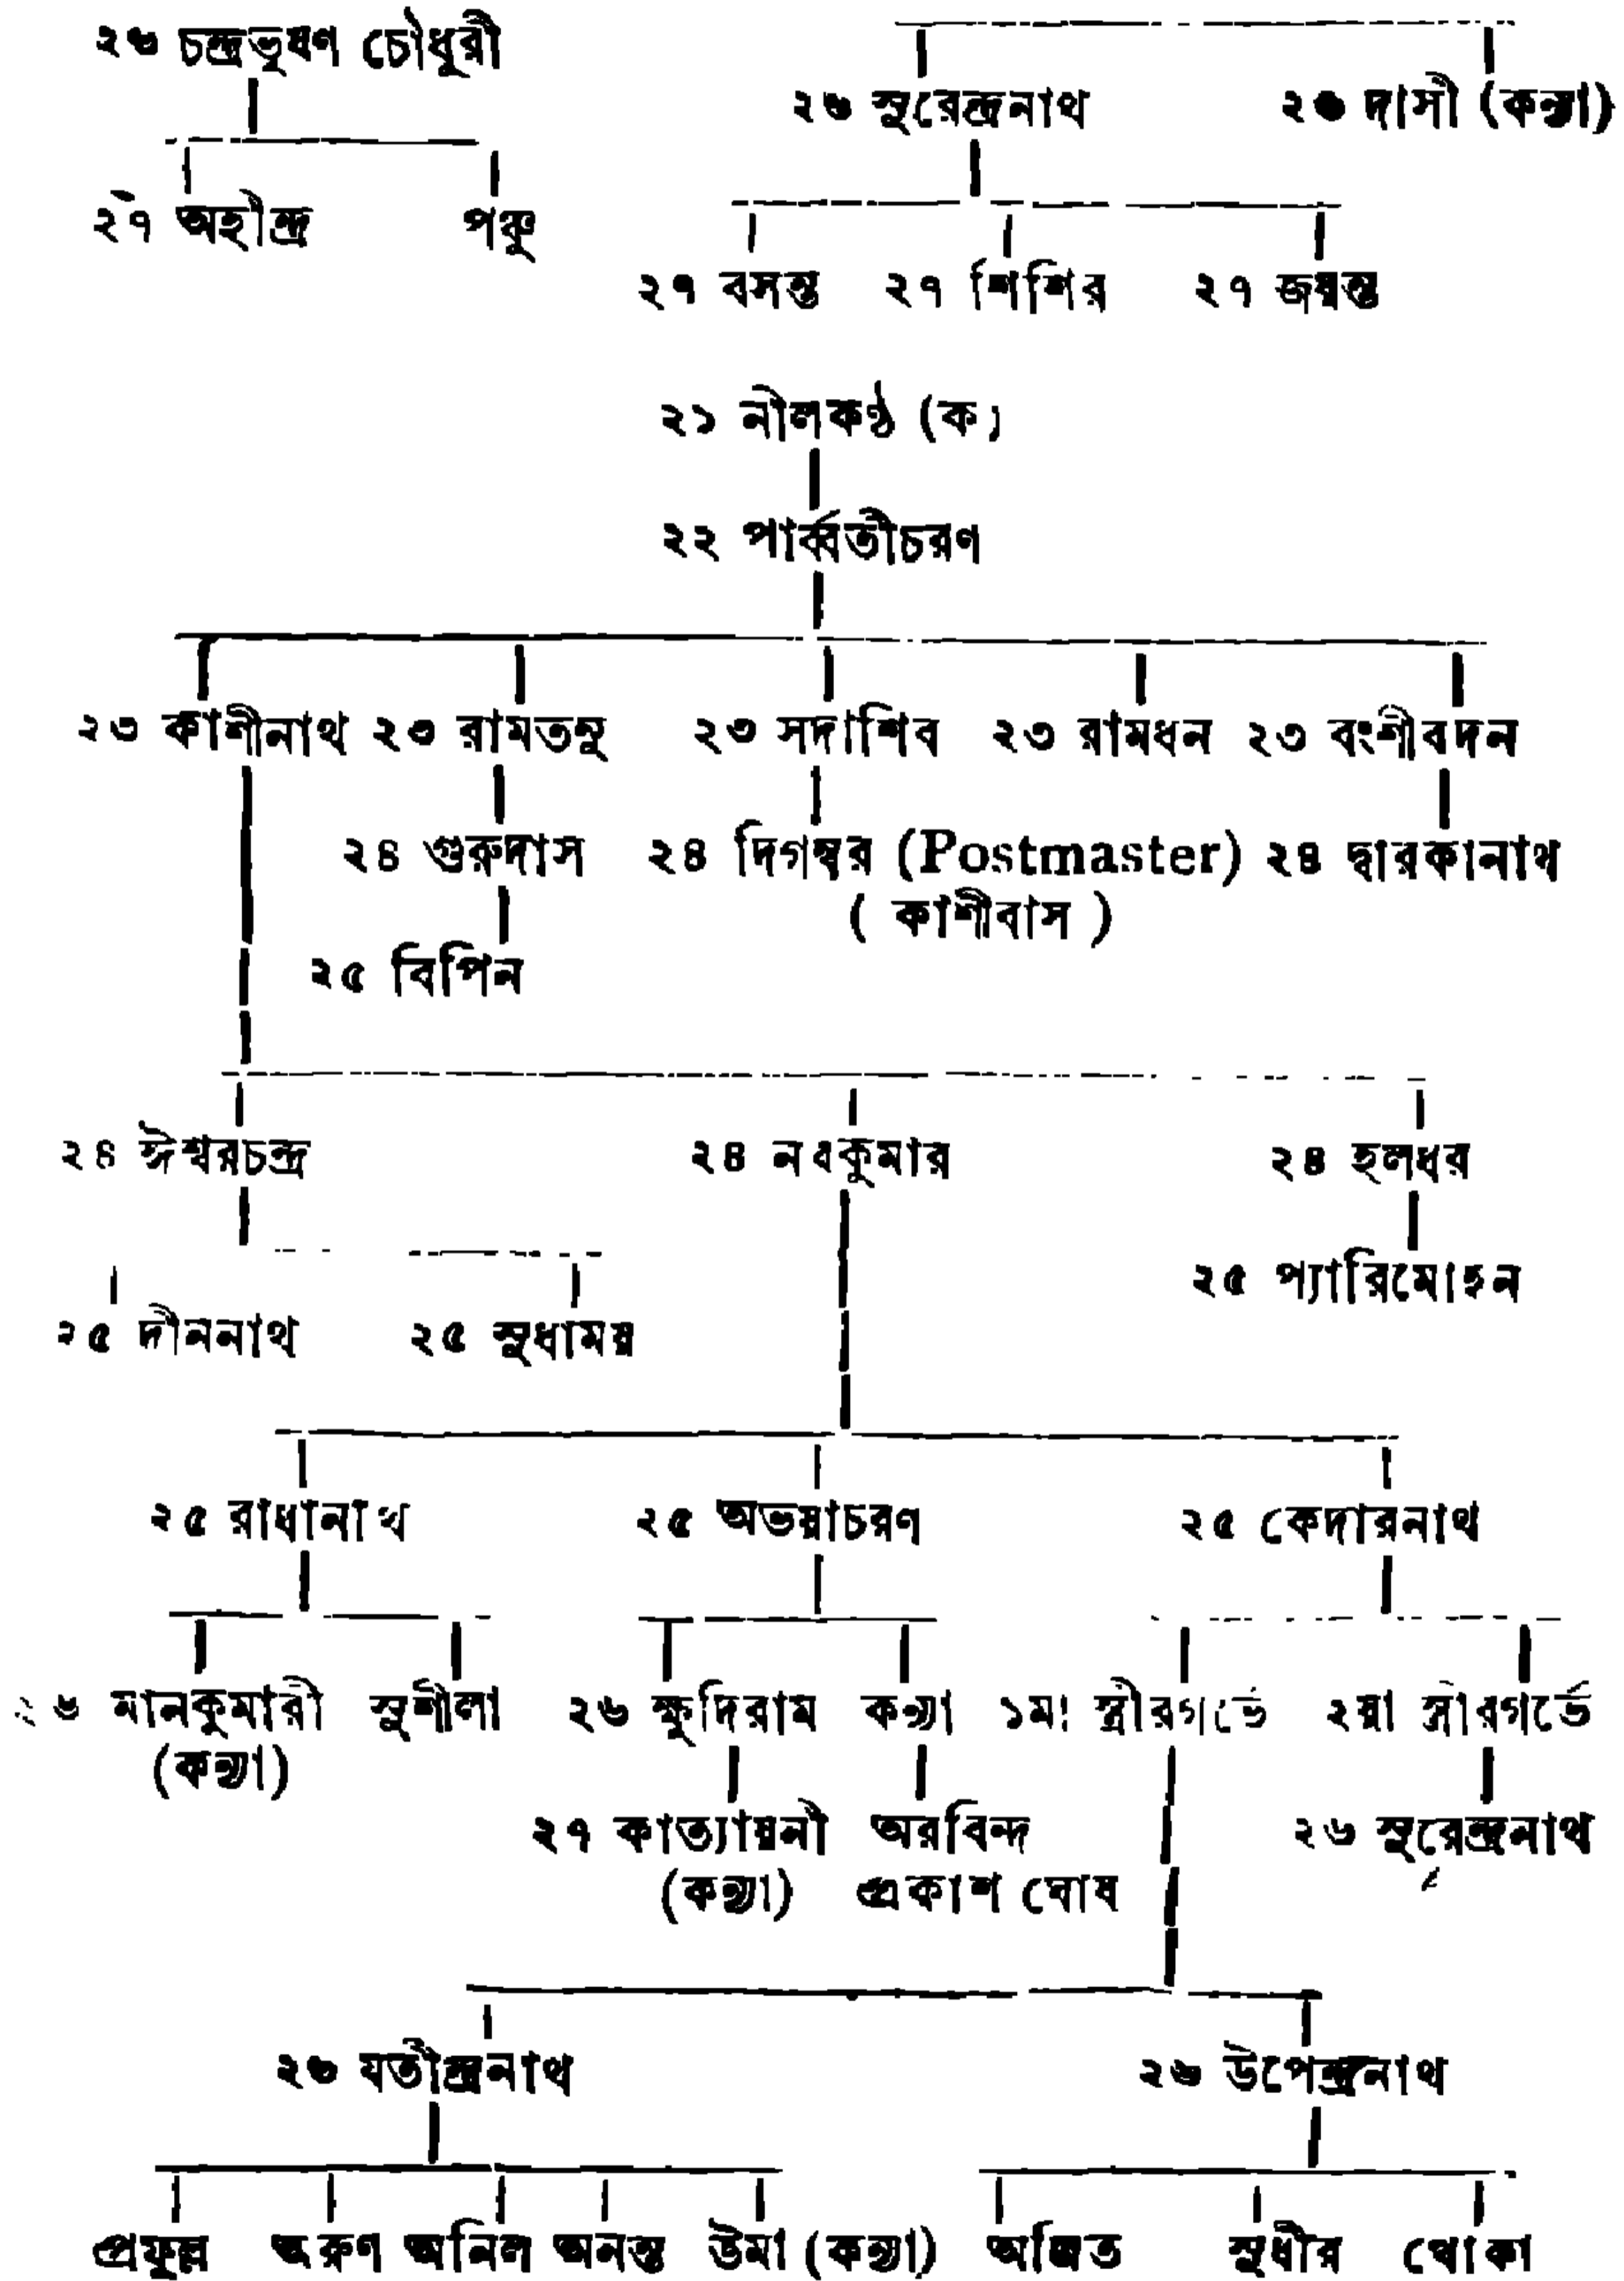 ২৬ চন্দ্রভূষণ চৌধুরী
২৬ সুরেন্দ্রনাথ ২৬ দাসী (কন্যা)
২৭ অহীন্দ্র পঞ্চু
২৭ বসন্ত ২৭ শিশির ২৭ জয়ন্ত
২১ নীলকণ্ঠ (ক)
২২ পার্ব্বতীচরণ
২৩ কাশীনাথ ২৩ রামতনু ২৩ সদাশিব ২৩ রামধন ২৩ বংশীবদন
২৪ গুরুদাস ২৪ দিগম্বর (Postmaster) ২৪ দ্বারকানাথ
( কাশীবাস )
২৫ বিপিন
২৪ ঈশ্বরচন্দ্র ২৪ নবকুমার ২৪ হলধর
২৫ প্যারিমোহন
২৫ দীননাথ ২৫ সুধাময়
২৫ রাধানাথ ২৫ অভয়াচরণ ২৫ কেদারনাথ
২৬ মানকুমারী সুশীলা ২৬ ক্ষুদিরাম কন্যা ১মা স্ত্রীরগর্ভে ২য়া স্ত্রীরগর্ভে
(কন্যা)
২৭ কাত্যায়নী অরবিন্দ ২৬ সুরেন্দ্রনাথ
(কন্যা) প্রকাশ ঘোষ
২৬ যতীন্দ্রনাথ ২৬ উপেন্দ্রনাথ
প্রফুল্ল অরুণ অনিল অনন্ত উমা (কন্যা) অজিত সুধীর খোকা